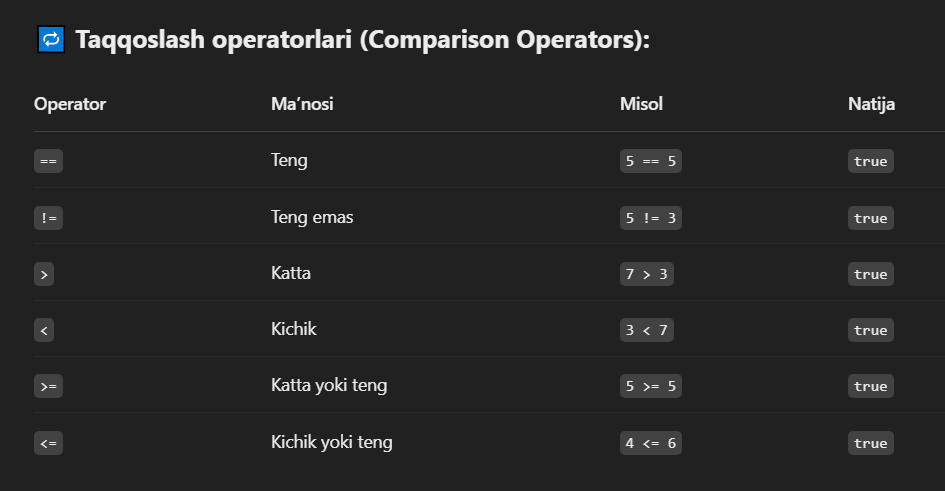 🔁 Taqqoslash operatorlari (Comparison Operators):
Operator Ma’nosi Misol Natija
== Teng 5 == 5 true
!= Teng emas 5 != 3 true
> Katta 7 > 3 true
< Kichik 3 < 7 true
>= Katta yoki teng 5 >= 5 true
<= Kichik yoki teng 4 <= 6 true